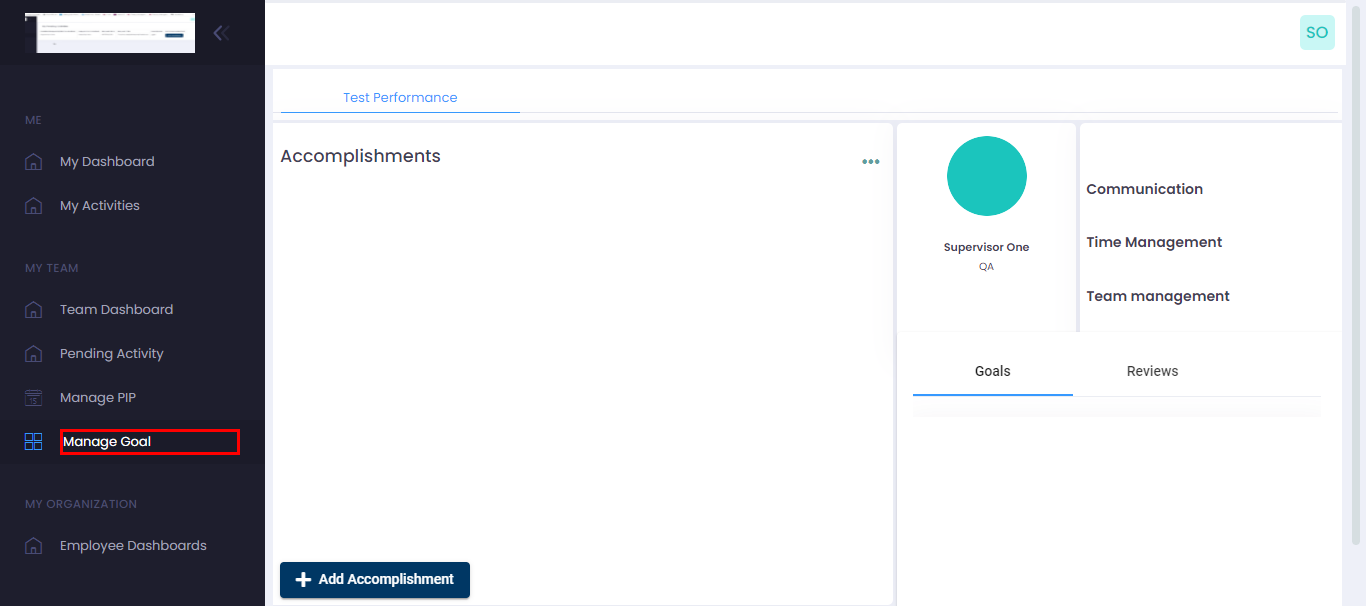 SO
ME
My Dashboard
My Activities
MY TEAM
Team Dashboard
Pending Activity
15
Manage PIP
Manage Goal
MY ORGANIZATION
Employee Dashboards
Test Performance
Accomplishments
Add Accomplishment
Supervisor One
QA
Communication
Time Management
Team management
Goals
Reviews